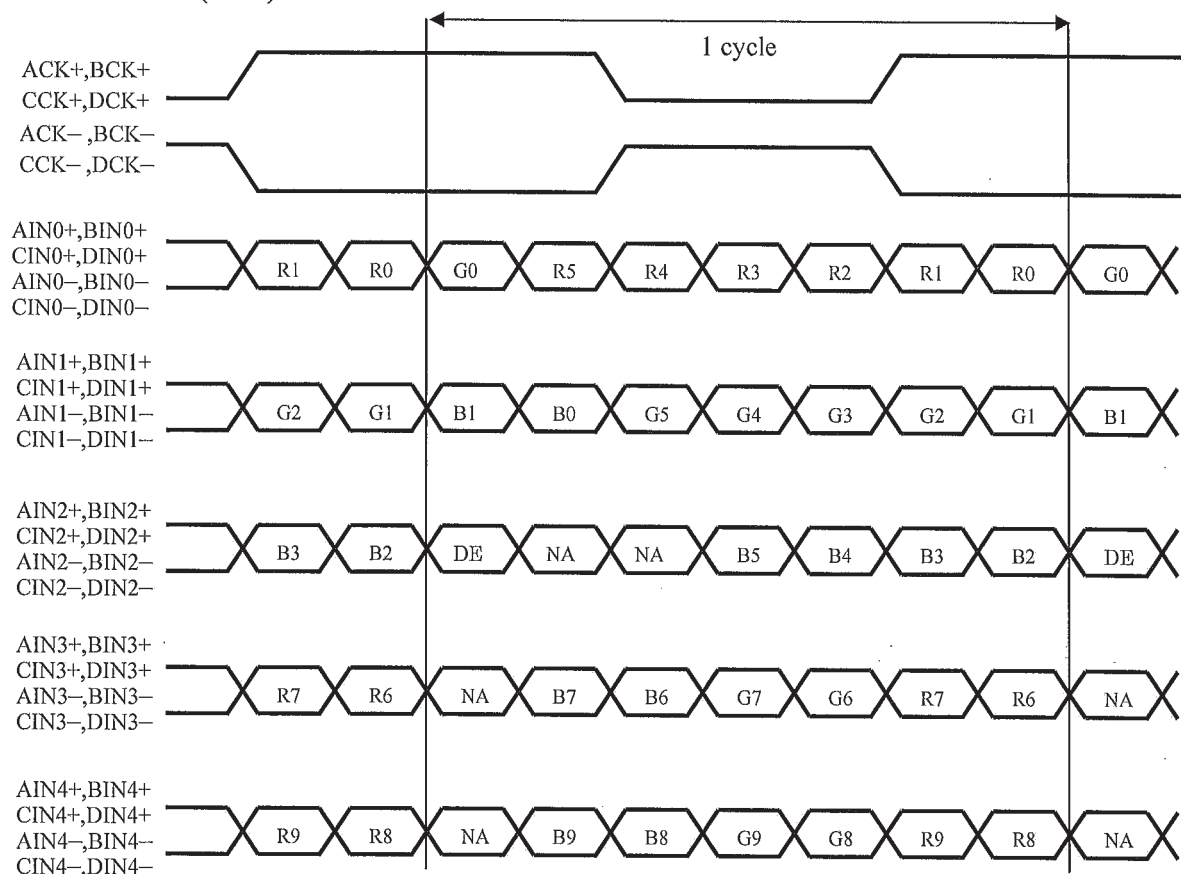 1 cycle
ACK+,BCK+
CCK+,DCK+
ACK−,BCK−
CCK−,DCK−
AIN0+,BIN0+
CIN0+,DIN0+
AIN0−,BIN0−
CIN0−,DIN0−
R1 R0 G0 R5 R4 R3 R2 R1 R0 G0
AIN1+,BIN1+
CIN1+,DIN1+
AIN1−,BIN1−
CIN1−,DIN1−
G2 G1 B1 B0 G5 G4 G3 G2 G1 B1
AIN2+,BIN2+
CIN2+,DIN2+
AIN2−,BIN2−
CIN2−,DIN2−
B3 B2 DE NA NA B5 B4 B3 B2 DE
AIN3+,BIN3+
CIN3+,DIN3+
AIN3−,BIN3−
CIN3−,DIN3−
R7 R6 NA B7 B6 G7 G6 R7 R6 NA
AIN4+,BIN4+
CIN4+,DIN4+
AIN4−,BIN4−
CIN4−,DIN4−
R9 R8 NA B9 B8 G9 G8 R9 R8 NA